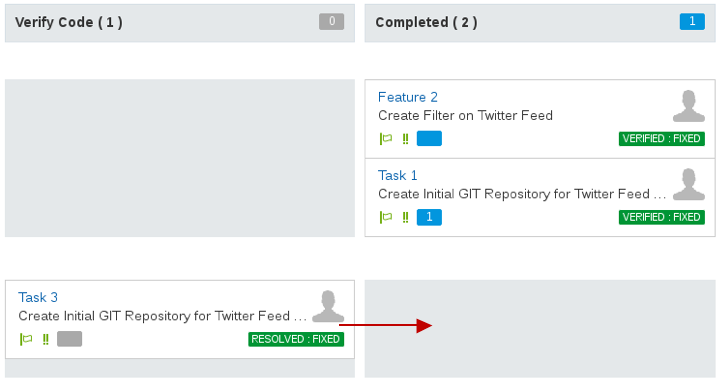 Verify Code ( 1 )
0
Completed ( 2 )
1
Feature 2
Create Filter on Twitter Feed
VERIFIED : FIXED
Task 1
Create Initial GIT Repository for Twitter Feed ...
1
VERIFIED : FIXED
Task 3
Create Initial GIT Repository for Twitter Feed ...
RESOLVED : FIXED